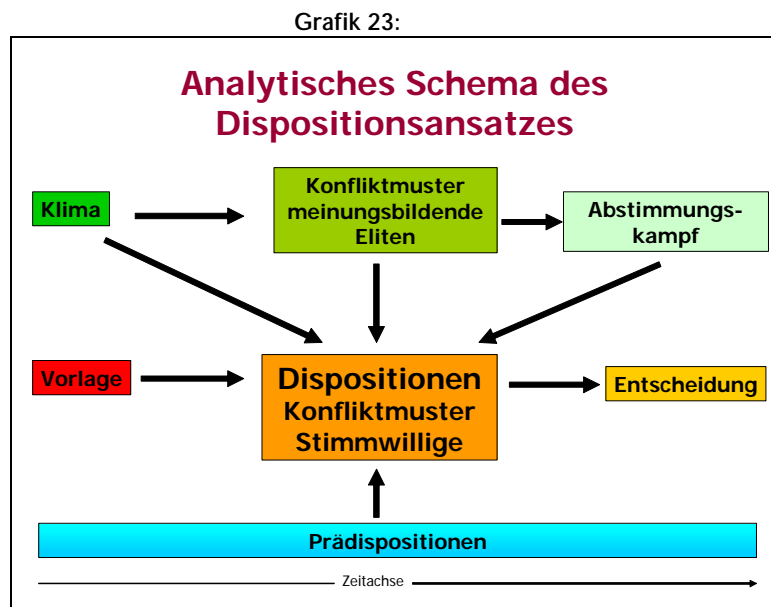 Grafik 23:
Analytisches Schema des
Dispositionsansatzes
Klima
Konfliktmuster
meinungsbildende
Eliten
Abstimmungs-
kampf
Vorlage
Dispositionen
Konfliktmuster
Stimmwillige
Entscheidung
Prädispositionen
Zeitachse